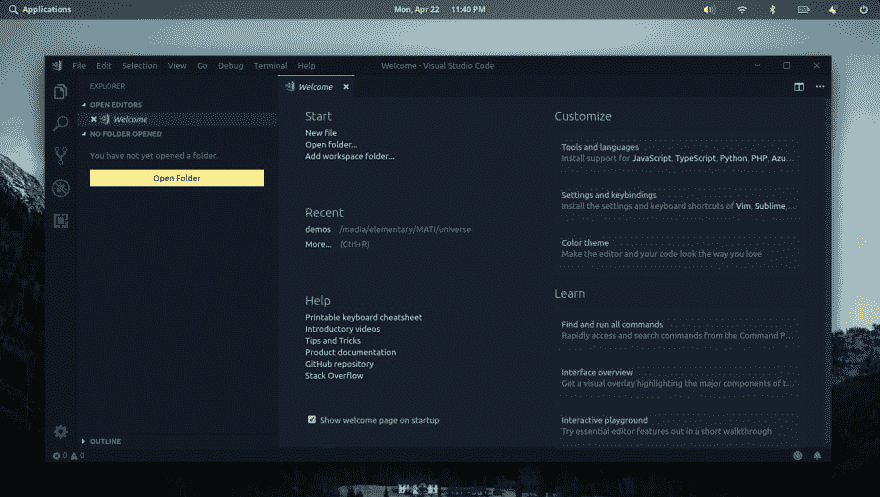 Applications
Mon, Apr 22 11:40 PM
File Edit Selection View Go Debug Terminal Help
Welcome - Visual Studio Code
EXPLORER
OPEN EDITORS
Welcome
NO FOLDER OPENED
You have not yet opened a folder.
Open Folder
OUTLINE
0 0
Welcome
Start
New file
Open folder...
Add workspace folder...
Recent
demos /media/elementary/MATI/universe
More... (Ctrl+R)
Help
Printable keyboard cheatsheet
Introductory videos
Tips and Tricks
Product documentation
GitHub repository
Stack Overflow
Show welcome page on startup
Customize
Tools and languages
Install support for JavaScript, TypeScript, Python, PHP, Azu...
Settings and keybindings
Install the settings and keyboard shortcuts of Vim, Sublime,...
Color theme
Make the editor and your code look the way you love
Learn
Find and run all commands
Rapidly access and search commands from the Command P...
Interface overview
Get a visual overlay highlighting the major components of t...
Interactive playground
Try essential editor features out in a short walkthrough